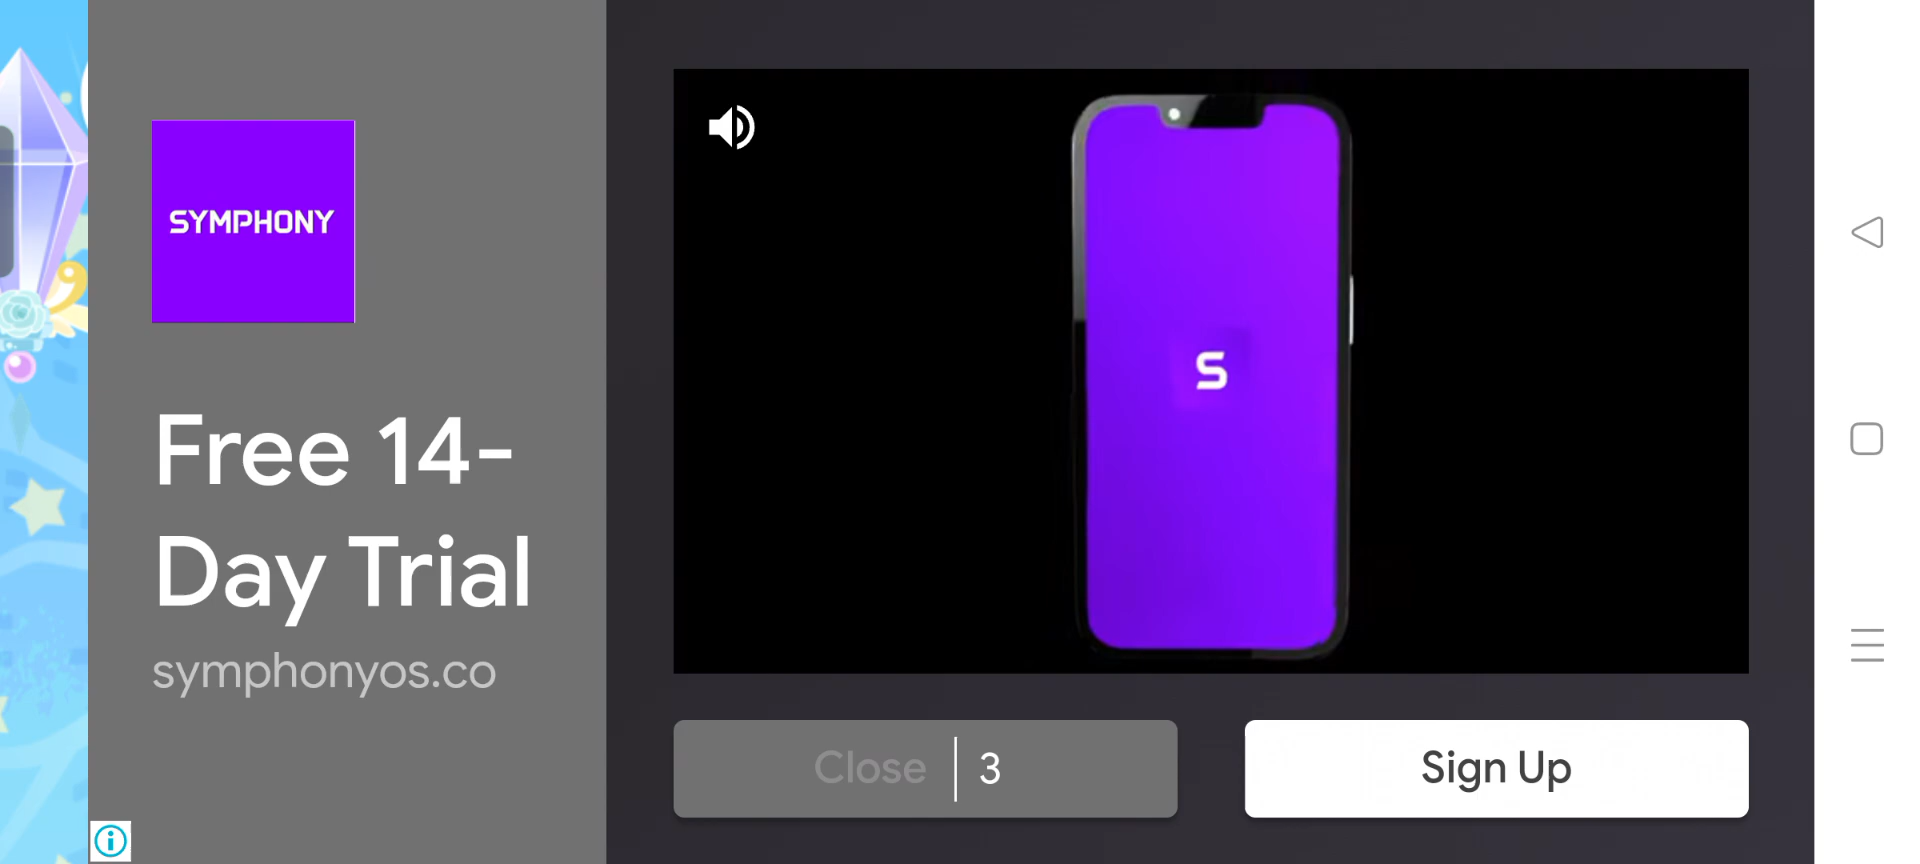 SYMPHONY
Free 14-
Day Trial
symphonyos.co
S
Close | 3
Sign Up